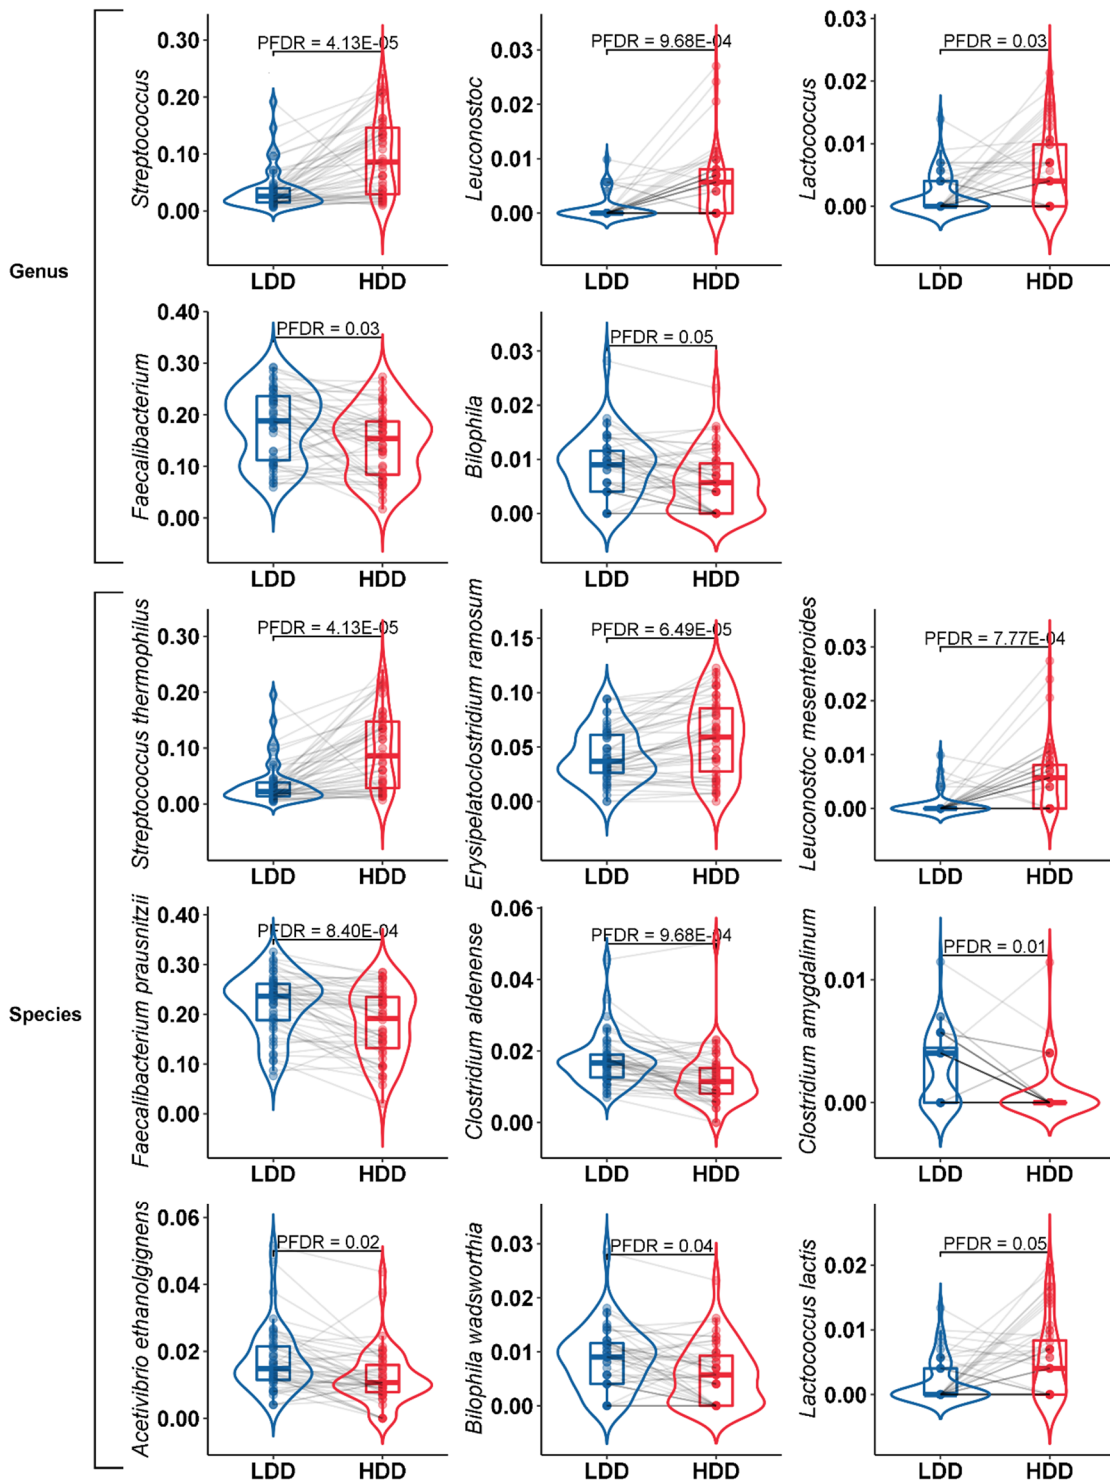 Genus
Streptococcus
0.30
0.20
0.10
0.00
PFDR = 4.13E-05
LDD HDD
Leuconostoc
0.03
0.02
0.01
0.00
PFDR = 9.68E-04
LDD HDD
Lactococcus
0.03
0.02
0.01
0.00
PFDR = 0.03
LDD HDD
Faecalibacterium
0.40
0.30
0.20
0.10
0.00
PFDR = 0.03
LDD HDD
Bilophila
0.03
0.02
0.01
0.00
PFDR = 0.05
LDD HDD
Species
Streptococcus thermophilus
0.30
0.20
0.10
0.00
PFDR = 4.13E-05
LDD HDD
Erysipelatoclostridium ramosum
0.15
0.10
0.05
0.00
PFDR = 6.49E-05
LDD HDD
Leuconostoc mesenteroides
0.03
0.02
0.01
0.00
PFDR = 7.77E-04
LDD HDD
Faecalibacterium prausnitzii
0.40
0.30
0.20
0.10
0.00
PFDR = 8.40E-04
LDD HDD
Clostridium aldenense
0.06
0.04
0.02
0.00
PFDR = 9.68E-04
LDD HDD
Clostridium amygdalinum
0.01
0.00
PFDR = 0.01
LDD HDD
Acetivibrio ethanolgignens
0.06
0.04
0.02
0.00
PFDR = 0.02
LDD HDD
Bilophila wadsworthia
0.03
0.02
0.01
0.00
PFDR = 0.04
LDD HDD
Lactococcus lactis
0.02
0.01
0.00
PFDR = 0.05
LDD HDD